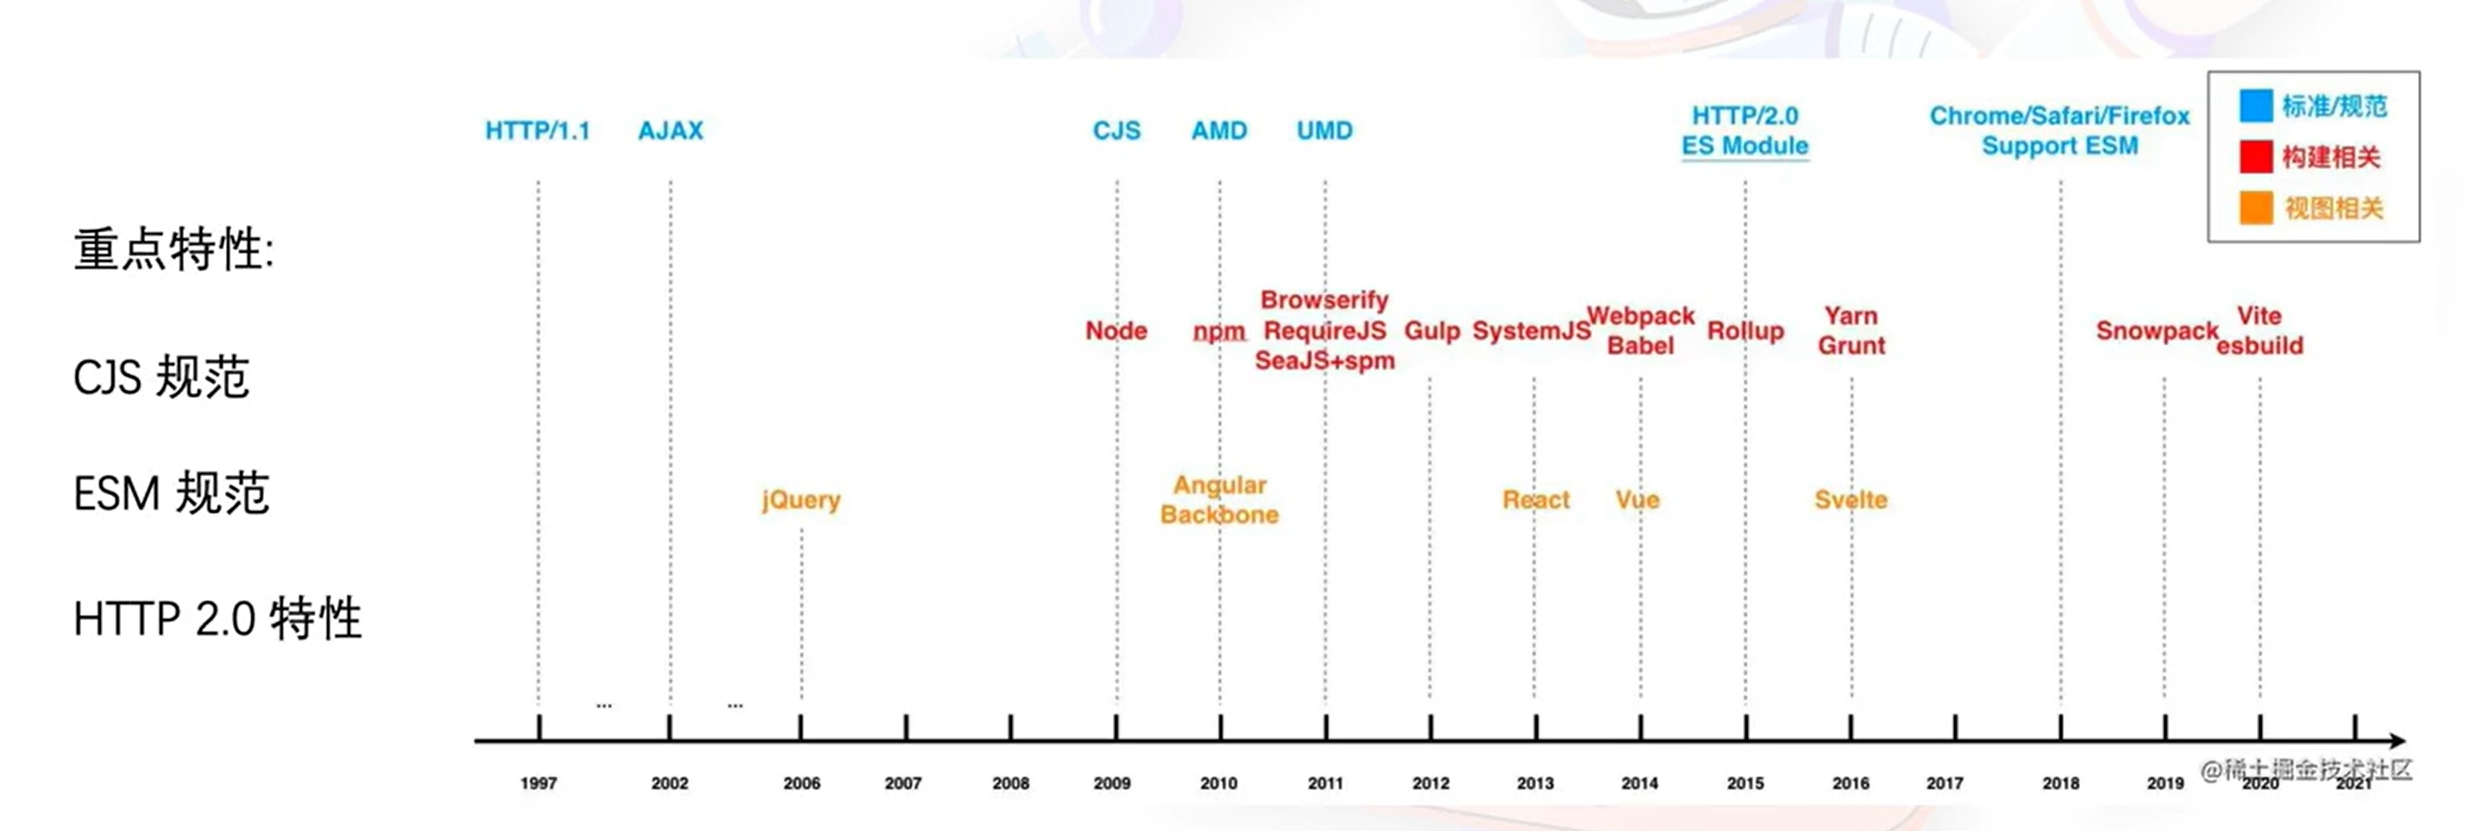 HTTP/1.1
AJAX
CJS
AMD
UMD
HTTP/2.0
ES Module
Chrome/Safari/Firefox
Support ESM
标准/规范
构建相关
视图相关
重点特性:
CJS 规范
ESM 规范
HTTP 2.0 特性
Node
npm
Browserify
RequireJS
SeaJS+spm
Gulp
SystemJS
Webpack
Babel
Rollup
Yarn
Grunt
Snowpack
Vite
esbuild
jQuery
Angular
Backbone
React
Vue
Svelte
...
...
1997 2002 2006 2007 2008 2009 2010 2011 2012 2013 2014 2015 2016 2017 2018 2019 2020 2021
@稀土掘金技术社区